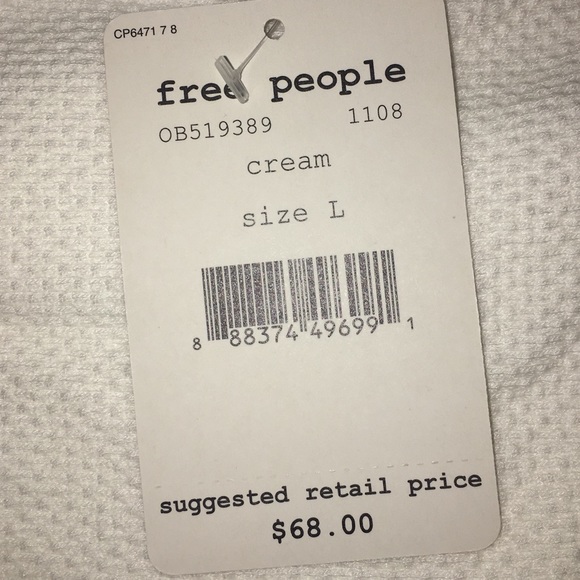 CP6471 7 8
free people
OB519389 1108
cream
size L
8 88374 49699 1
suggested retail price
$68.00